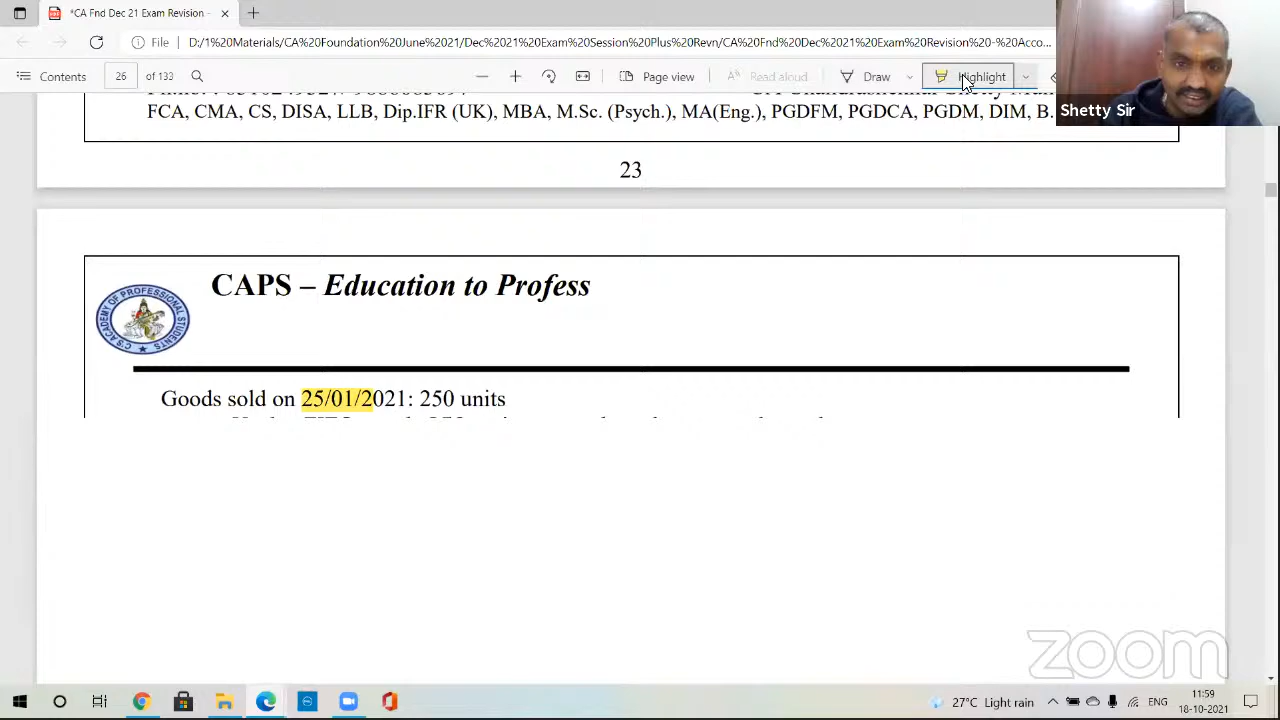 *CA Fnd Dec 21 Exam Revision -
File
D:/1%20Materials/CA%20Foundation%20June%2021/Dec%2021%20Exam%20Session%20Plus%20Revn/CA%20Fnd%20Dec%2021%20Exam%20Revision%20-%20Acco...
Contents
26
of 133
Page view
Read aloud
Draw
Highlight
Shetty Sir
FCA, CMA, CS, DISA, LLB, Dip.IFR (UK), MBA, M.Sc. (Psych.), MA(Eng.), PGDFM, PGDCA, PGDM, DIM, B.
23
CAPS – Education to Profess
C'S ACADEMY OF PROFESSIONAL STUDENTS
Goods sold on 25/01/2021: 250 units
zoom
27°C Light rain
ENG
11:59
18-10-2021